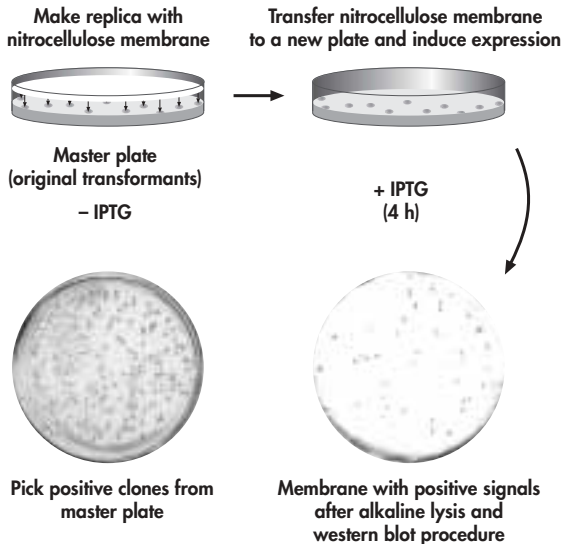 Make replica with
nitrocellulose membrane
Transfer nitrocellulose membrane
to a new plate and induce expression
Master plate
(original transformants)
– IPTG
+ IPTG
(4 h)
Pick positive clones from
master plate
Membrane with positive signals
after alkaline lysis and
western blot procedure